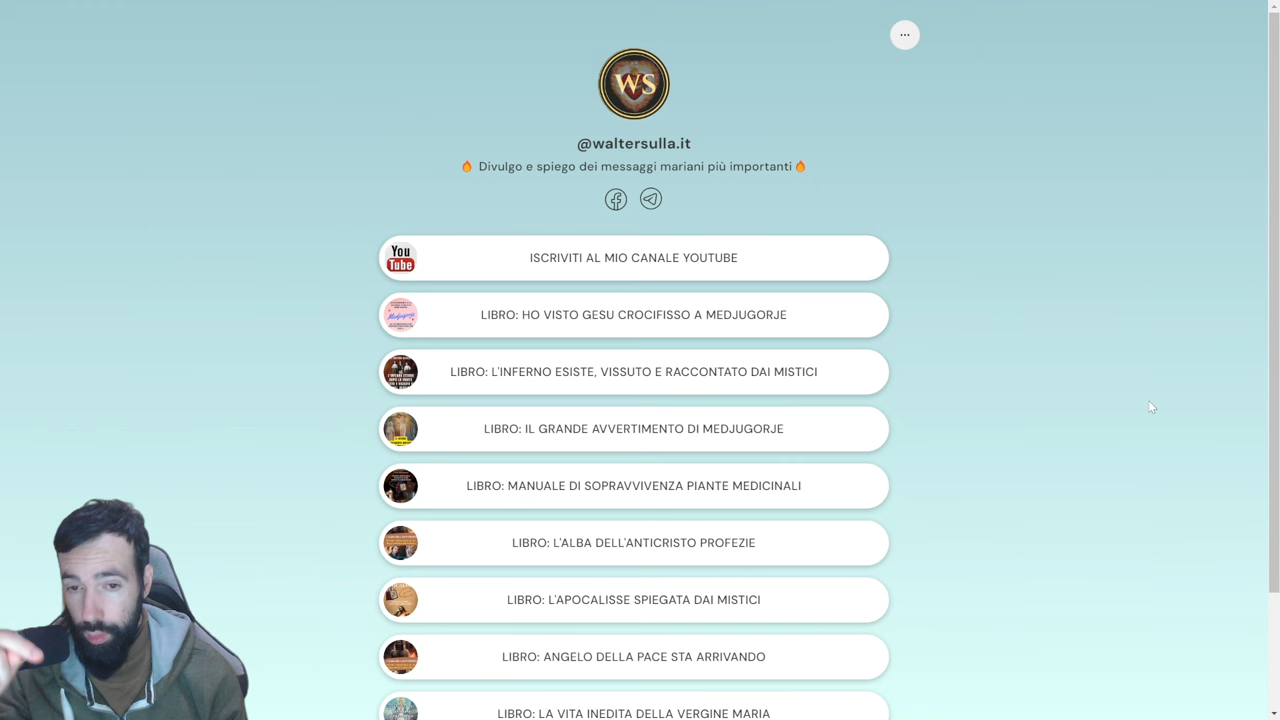 ...
WS
@waltersulla.it
🔥 Divulgo e spiego dei messaggi mariani più importanti 🔥
You
Tube
ISCRIVITI AL MIO CANALE YOUTUBE
Medjugorje
LIBRO: HO VISTO GESU CROCIFISSO A MEDJUGORJE
LIBRO: L'INFERNO ESISTE, VISSUTO E RACCONTATO DAI MISTICI
LIBRO: IL GRANDE AVVERTIMENTO DI MEDJUGORJE
LIBRO: MANUALE DI SOPRAVVIVENZA PIANTE MEDICINALI
LIBRO: L'ALBA DELL'ANTICRISTO PROFEZIE
LIBRO: L'APOCALISSE SPIEGATA DAI MISTICI
LIBRO: ANGELO DELLA PACE STA ARRIVANDO
LIBRO: LA VITA INEDITA DELLA VERGINE MARIA